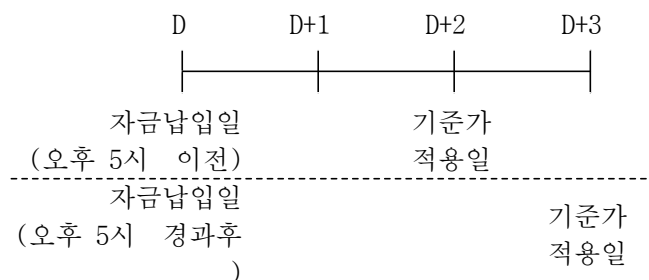 D D+1 D+2 D+3
자금납입일 기준가
(오후 5시 이전) 적용일
자금납입일
(오후 5시 경과후
)
기준가
적용일